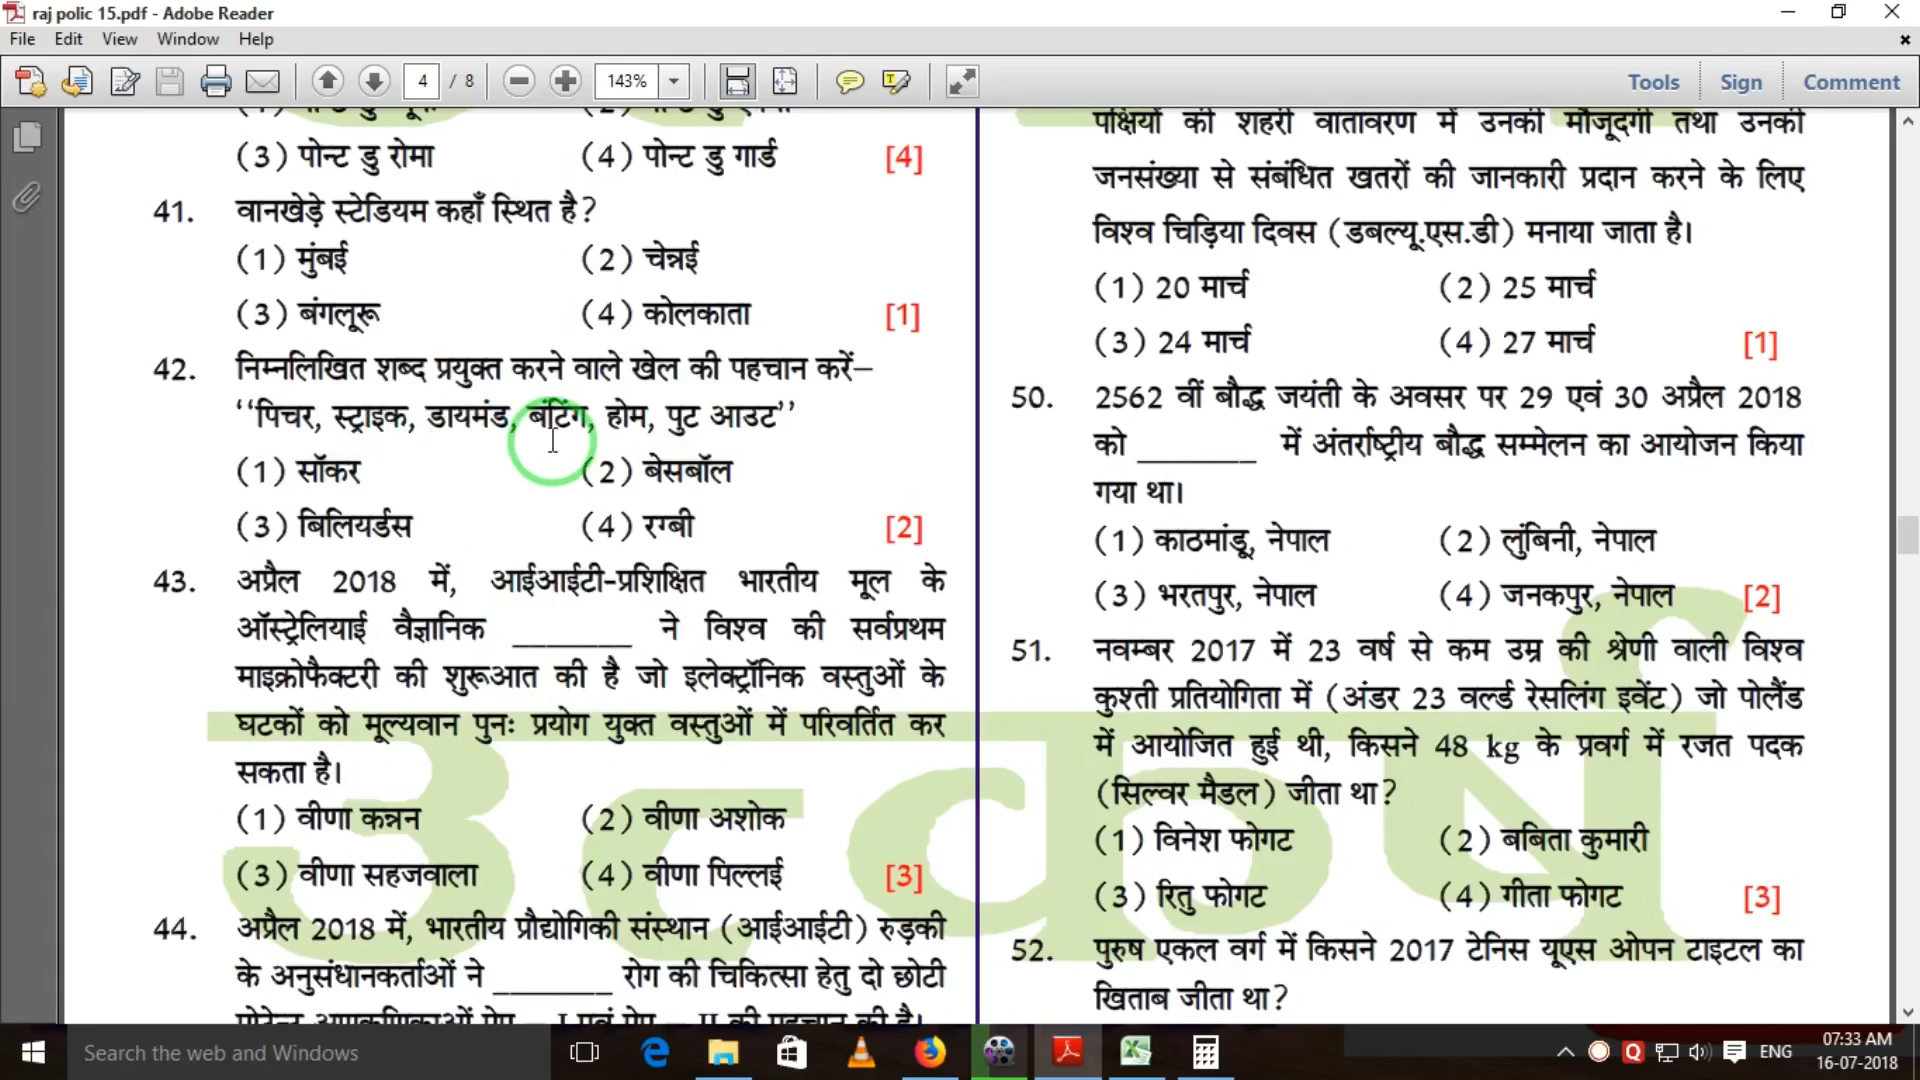 raj polic 15.pdf - Adobe Reader
File Edit View Window Help
4 / 8 143% Tools Sign Comment
(3) पोन्ट डु रोमा (4) पोन्ट डु गार्ड [4]
41. वानखेड़े स्टेडियम कहाँ स्थित है?
(1) मुंबई (2) चेन्नई
(3) बंगलूरू (4) कोलकाता [1]
42. निम्नलिखित शब्द प्रयुक्त करने वाले खेल की पहचान करें–
‘‘पिचर, स्ट्राइक, डायमंड, बंटिंग, होम, पुट आउट’’
(1) सॉकर (2) बेसबॉल
(3) बिलियर्डस (4) रग्बी [2]
43. अप्रैल 2018 में, आईआईटी-प्रशिक्षित भारतीय मूल के
ऑस्ट्रेलियाई वैज्ञानिक _______ ने विश्व की सर्वप्रथम
माइक्रोफैक्टरी की शुरूआत की है जो इलेक्ट्रॉनिक वस्तुओं के
घटकों को मूल्यवान पुनः प्रयोग युक्त वस्तुओं में परिवर्तित कर
सकता है।
(1) वीणा कन्नन (2) वीणा अशोक
(3) वीणा सहजवाला (4) वीणा पिल्लई [3]
44. अप्रैल 2018 में, भारतीय प्रौद्योगिकी संस्थान (आईआईटी) रुड़की
के अनुसंधानकर्ताओं ने _______ रोग की चिकित्सा हेतु दो छोटी
पक्षियों की शहरी वातावरण में उनकी मौजूदगी तथा उनकी
जनसंख्या से संबंधित खतरों की जानकारी प्रदान करने के लिए
विश्व चिड़िया दिवस (डबल्यू.एस.डी) मनाया जाता है।
(1) 20 मार्च (2) 25 मार्च
(3) 24 मार्च (4) 27 मार्च [1]
50. 2562 वीं बौद्ध जयंती के अवसर पर 29 एवं 30 अप्रैल 2018
को _______ में अंतर्राष्ट्रीय बौद्ध सम्मेलन का आयोजन किया
गया था।
(1) काठमांडू, नेपाल (2) लुंबिनी, नेपाल
(3) भरतपुर, नेपाल (4) जनकपुर, नेपाल [2]
51. नवम्बर 2017 में 23 वर्ष से कम उम्र की श्रेणी वाली विश्व
कुश्ती प्रतियोगिता में (अंडर 23 वर्ल्ड रेसलिंग इवेंट) जो पोलैंड
में आयोजित हुई थी, किसने 48 kg के प्रवर्ग में रजत पदक
(सिल्वर मैडल) जीता था?
(1) विनेश फोगट (2) बबिता कुमारी
(3) रितु फोगट (4) गीता फोगट [3]
52. पुरुष एकल वर्ग में किसने 2017 टेनिस यूएस ओपन टाइटल का
खिताब जीता था?
उत्कर्ष
Search the web and Windows
ENG
07:33 AM
16-07-2018